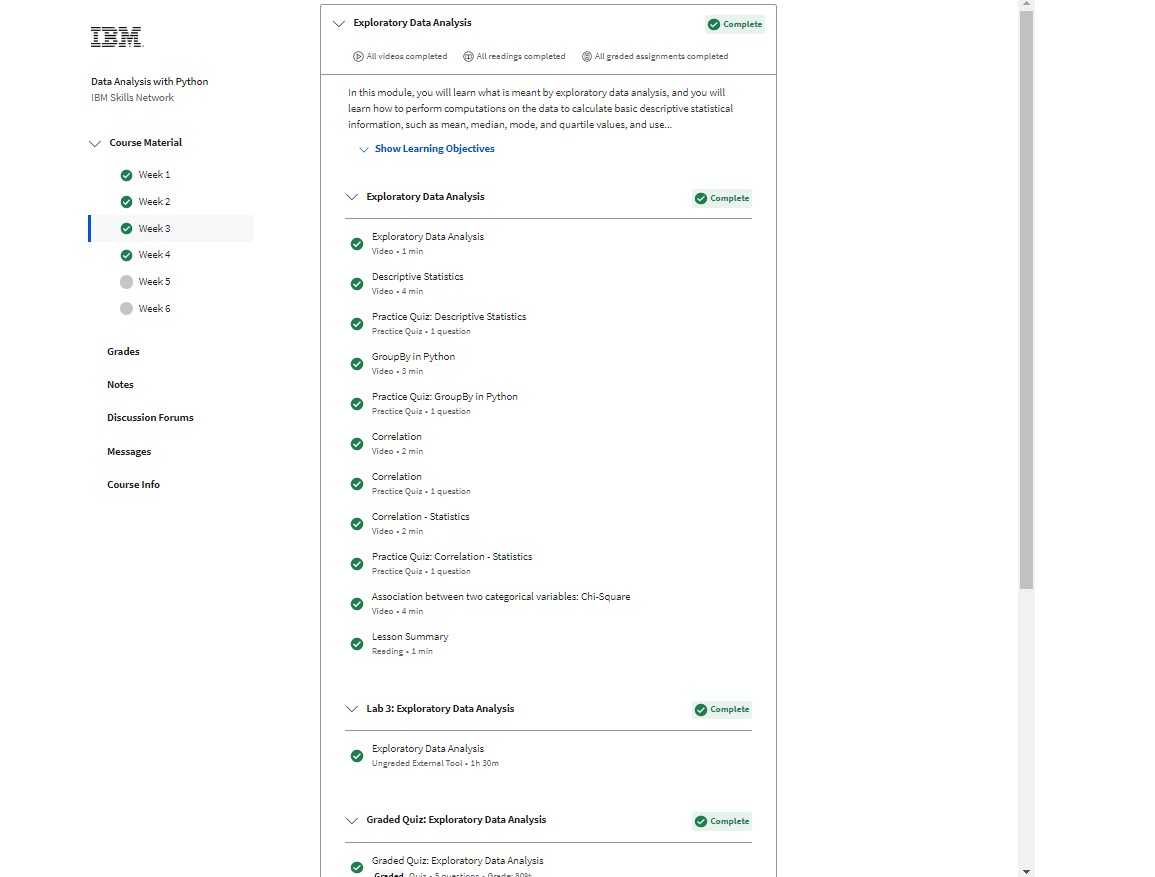 IBM
Data Analysis with Python
IBM Skills Network
Course Material
Week 1
Week 2
Week 3
Week 4
Week 5
Week 6
Grades
Notes
Discussion Forums
Messages
Course Info
Exploratory Data Analysis
Complete
All videos completed
All readings completed
All graded assignments completed
In this module, you will learn what is meant by exploratory data analysis, and you will
learn how to perform computations on the data to calculate basic descriptive statistical
information, such as mean, median, mode, and quartile values, and use...
Show Learning Objectives
Exploratory Data Analysis
Complete
Exploratory Data Analysis
Video • 1 min
Descriptive Statistics
Video • 4 min
Practice Quiz: Descriptive Statistics
Practice Quiz • 1 question
GroupBy in Python
Video • 3 min
Practice Quiz: GroupBy in Python
Practice Quiz • 1 question
Correlation
Video • 2 min
Correlation
Practice Quiz • 1 question
Correlation - Statistics
Video • 2 min
Practice Quiz: Correlation - Statistics
Practice Quiz • 1 question
Association between two categorical variables: Chi-Square
Video • 4 min
Lesson Summary
Reading • 1 min
Lab 3: Exploratory Data Analysis
Complete
Exploratory Data Analysis
Ungraded External Tool • 1h 30m
Graded Quiz: Exploratory Data Analysis
Complete
Graded Quiz: Exploratory Data Analysis
Graded Quiz • 5 questions • Grade: 80%